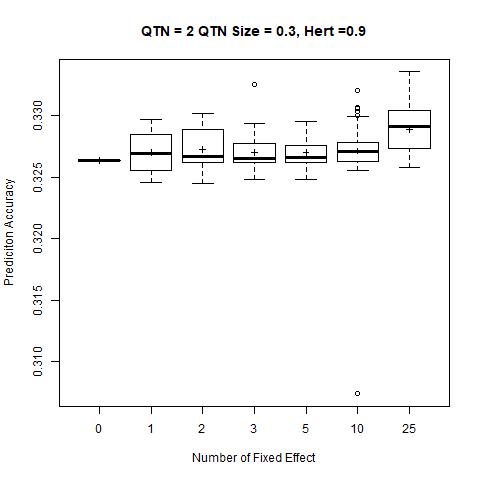 QTN = 2 QTN Size = 0.3, Hert =0.9
Prediciton Accuracy
0.330
0.325
0.320
0.315
0.310
0 1 2 3 5 10 25
Number of Fixed Effect